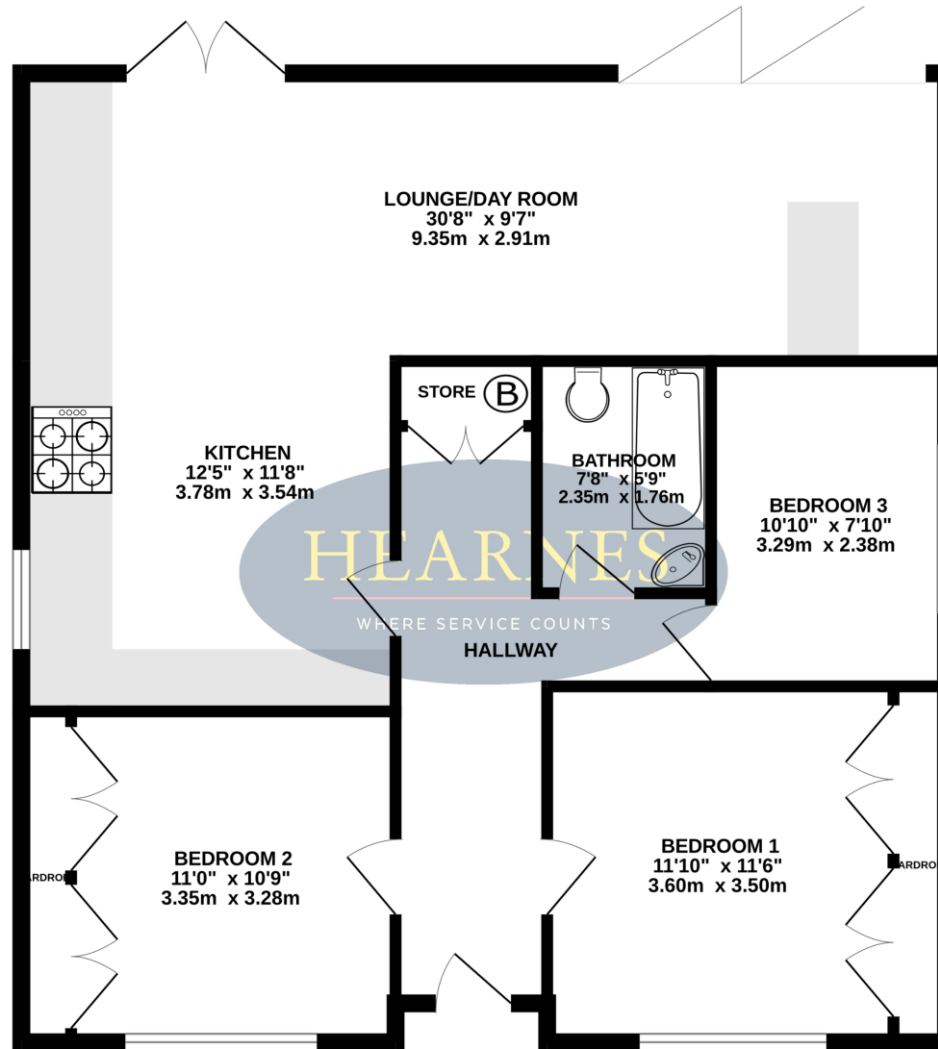 LOUNGE/DAY ROOM
30'8" x 9'7"
9.35m x 2.91m
STORE
B
KITCHEN
12'5" x 11'8"
3.78m x 3.54m
BATHROOM
7'8" x 5'9"
2.35m x 1.76m
BEDROOM 3
10'10" x 7'10"
3.29m x 2.38m
HEARNES
WHERE SERVICE COUNTS
HALLWAY
BEDROOM 2
11'0" x 10'9"
3.35m x 3.28m
BEDROOM 1
11'10" x 11'6"
3.60m x 3.50m